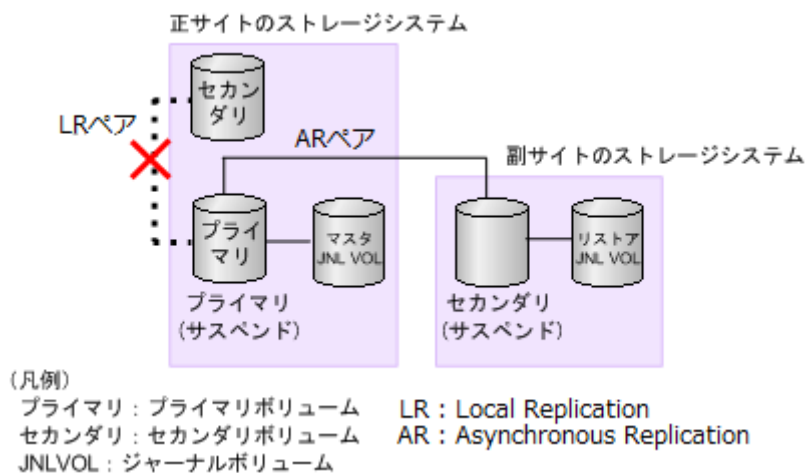 正サイトのストレージシステム
セカン
ダリ
LRペア
ARペア
副サイトのストレージシステム
プライ
マリ
マスタ
JNL VOL
リストア
JNL VOL
プライマリ
(サスペンド)
セカンダリ
(サスペンド)
(凡例)
プライマリ:プライマリボリューム
セカンダリ:セカンダリボリューム
JNLVOL:ジャーナルボリューム
LR : Local Replication
AR : Asynchronous Replication